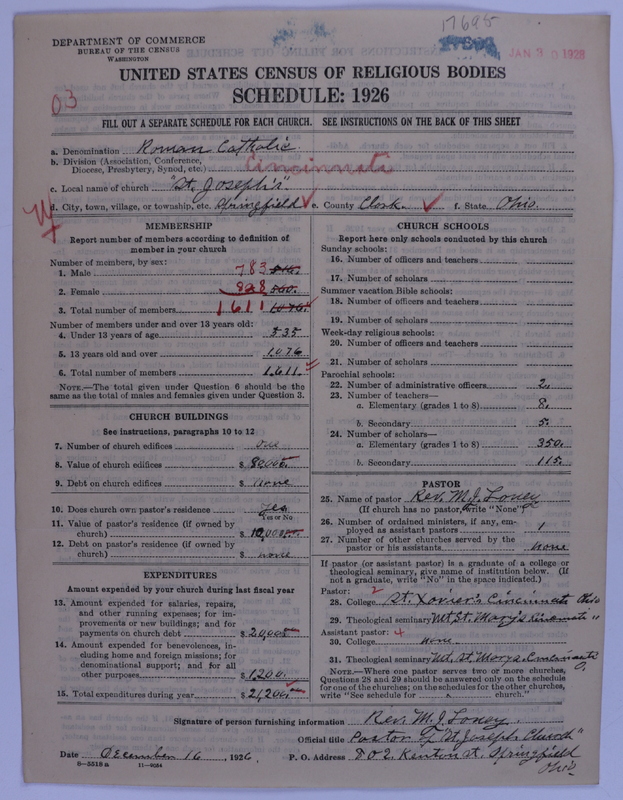 17695
DEPARTMENT OF COMMERCE
BUREAU OF THE CENSUS
WASHINGTON
JAN 30 1928
UNITED STATES CENSUS OF RELIGIOUS BODIES
SCHEDULE: 1926
03
FILL OUT A SEPARATE SCHEDULE FOR EACH CHURCH. SEE INSTRUCTIONS ON THE BACK OF THIS SHEET
a. Denomination Roman Catholic
b. Division (Association, Conference, Diocese, Presbytery, Synod, etc.) Cincinnati
c. Local name of church "St. Joseph's".
d. City, town, village, or township, etc. Springfield e. County Clark. f. State Ohio.
MEMBERSHIP
Report number of members according to definition of member in your church
Number of members, by sex:
1. Male 783
2. Female 828
3. Total number of members 1611 1076
Number of members under and over 13 years old:
4. Under 13 years of age 535
5. 13 years old and over 1076
6. Total number of members 1611
NOTE.—The total given under Question 6 should be the same as the total of males and females given under Question 3.
CHURCH BUILDINGS
See instructions, paragraphs 10 to 12
7. Number of church edifices one
8. Value of church edifices $ 80,000
9. Debt on church edifices $ none
10. Does church own pastor's residence yes
Yes or No
11. Value of pastor's residence (if owned by church) $ 10,000
12. Debt on pastor's residence (if owned by church) $ none
EXPENDITURES
Amount expended by your church during last fiscal year
13. Amount expended for salaries, repairs, and other running expenses; for improvements or new buildings; and for payments on church debt $ 20,000
14. Amount expended for benevolences, including home and foreign missions; for denominational support; and for all other purposes $ 1,200.
15. Total expenditures during year $ 21,200
CHURCH SCHOOLS
Report here only schools conducted by this church
Sunday schools:
16. Number of officers and teachers
17. Number of scholars
Summer vacation Bible schools:
18. Number of officers and teachers
19. Number of scholars
Week-day religious schools:
20. Number of officers and teachers
21. Number of scholars
Parochial schools:
22. Number of administrative officers 2.
23. Number of teachers—
a. Elementary (grades 1 to 8) 8.
b. Secondary 5.
24. Number of scholars—
a. Elementary (grades 1 to 8) 350.
b. Secondary 115.
PASTOR
25. Name of pastor Rev. M. J. Loney
(If church has no pastor, write "None")
26. Number of ordained ministers, if any, employed as assistant pastors 1
27. Number of other churches served by the pastor or his assistants none
If pastor (or assistant pastor) is a graduate of a college or theological seminary, give name of institution below. (If not a graduate, write "No" in the space indicated.)
Pastor: 2
28. College St. Xavier's Cincinnati Ohio
29. Theological seminary Mt. St. Mary's Cincinnati "
Assistant pastor: 4
30. College none.
31. Theological seminary Mt. St. Marys. Cincinnati O.
NOTE.—Where one pastor serves two or more churches, Questions 28 and 29 should be answered only on the schedule for one of the churches; on the schedules for the other churches, write "See schedule for church."
Signature of person furnishing information Rev. M. J. Loney.
Official title Pastor of "St. Josephs Church"
Date December 16, 1926 P. O. Address Kenton St. Springfield Ohio
8—5518 a 11—9054